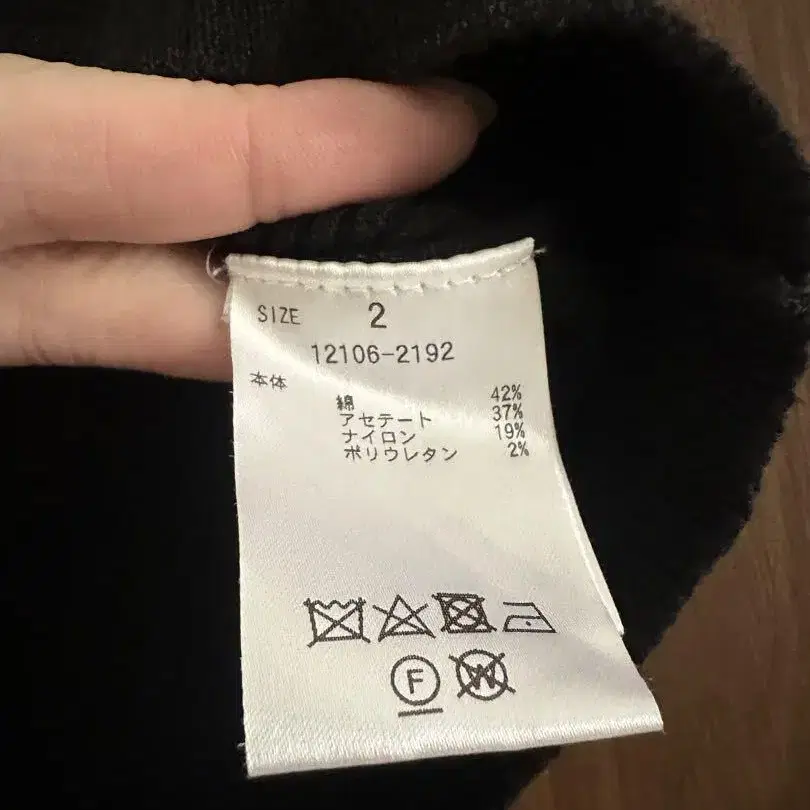 SIZE 2
12106-2192
本体
綿 42%
アセテート 37%
ナイロン 19%
ポリウレタン 2%
F W